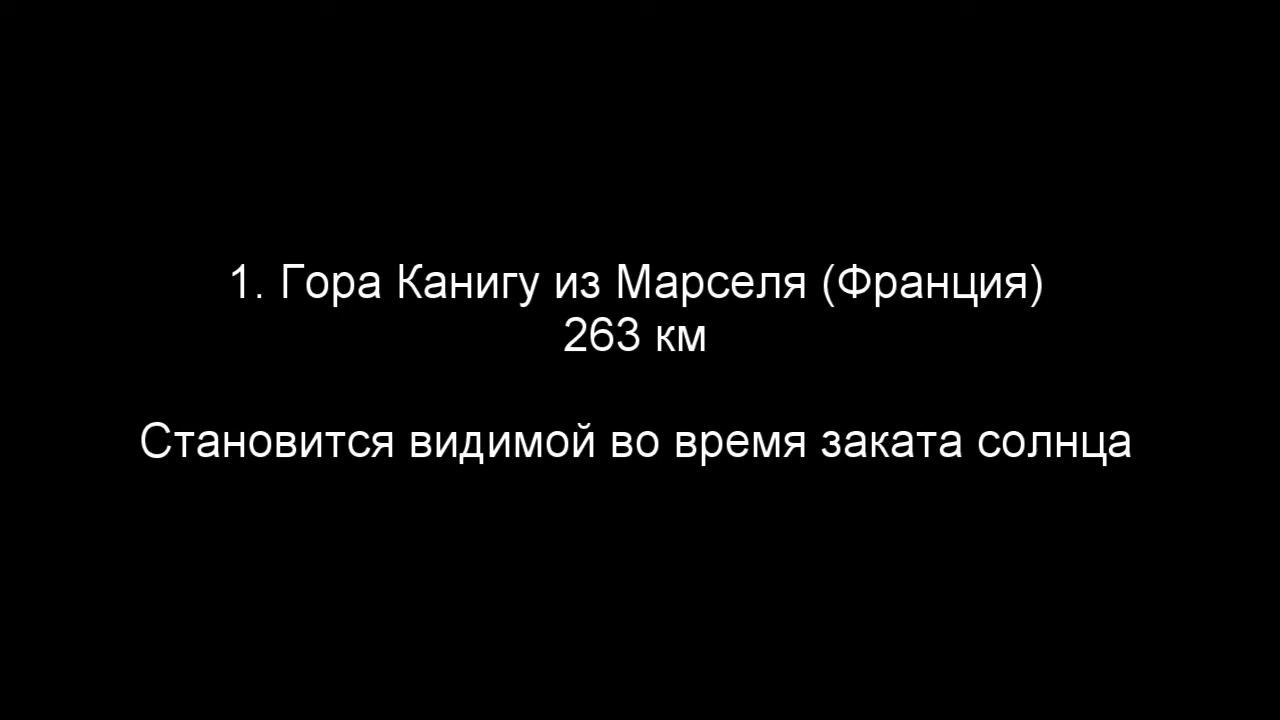 1. Гора Канигу из Марселя (Франция)
263 км
Становится видимой во время заката солнца